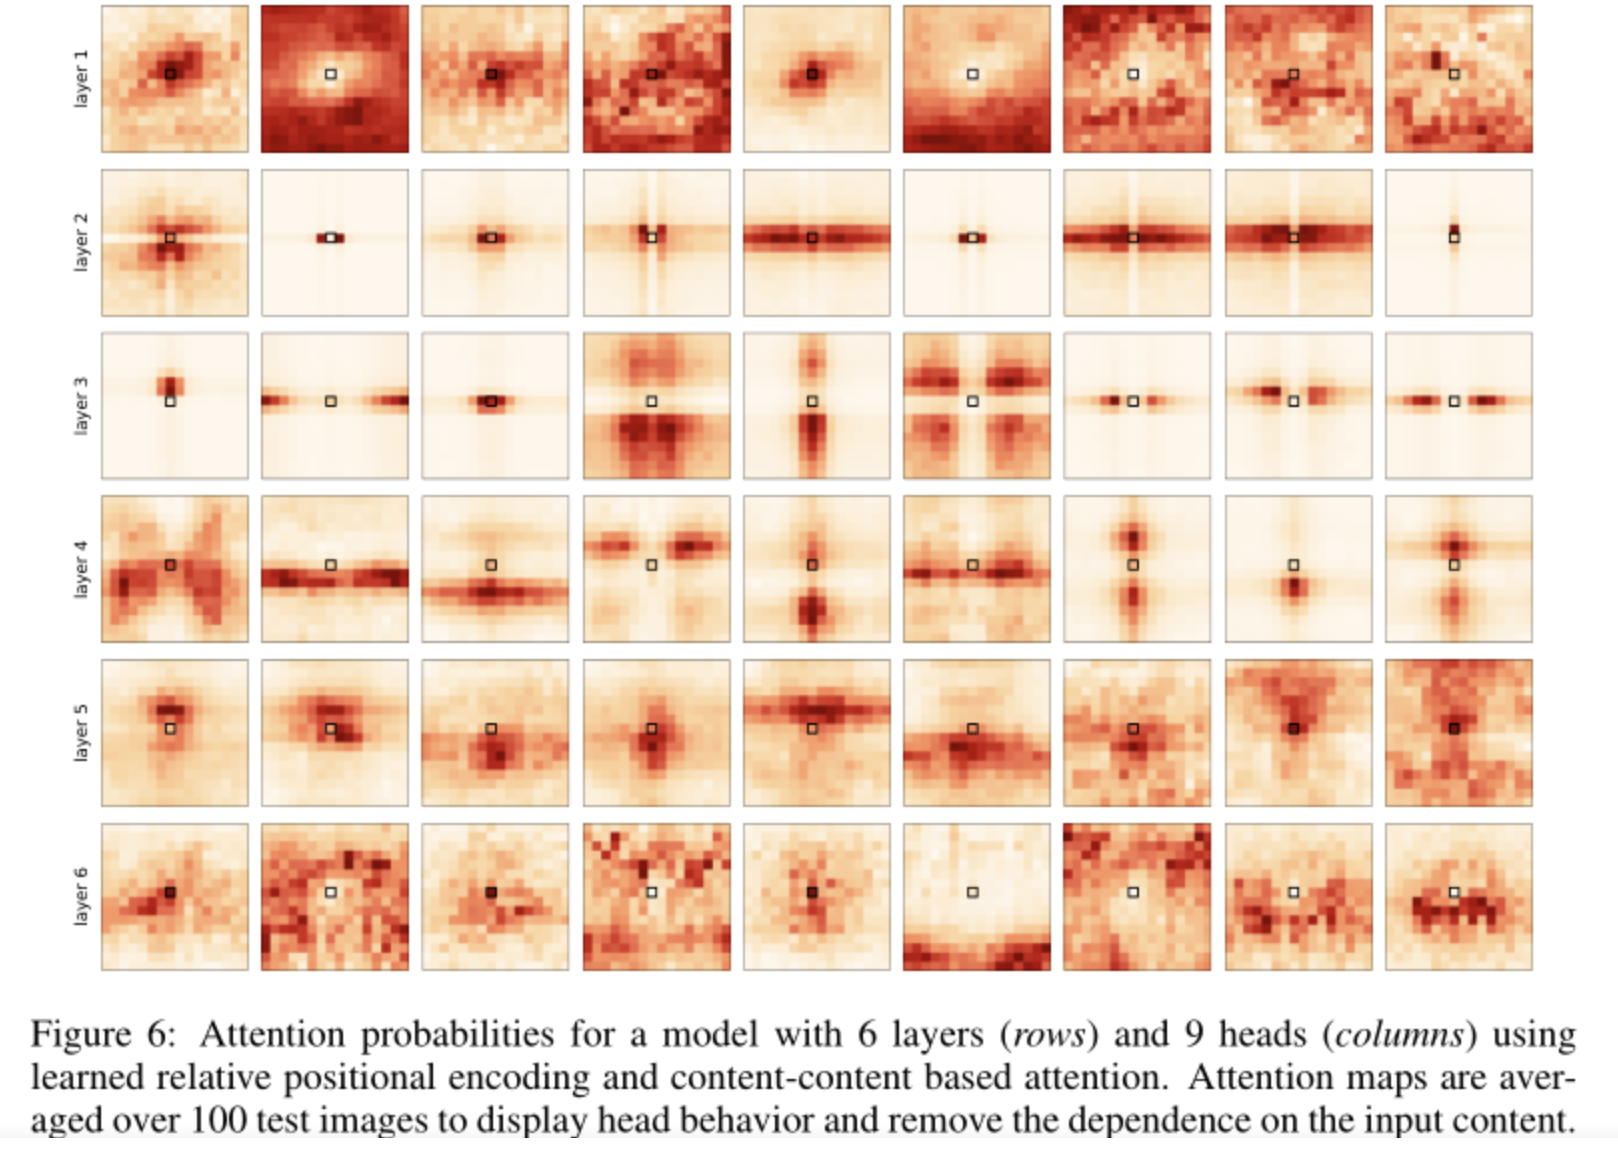 layer 1
layer 2
layer 3
layer 4
layer 5
layer 6
Figure 6: Attention probabilities for a model with 6 layers (rows) and 9 heads (columns) using
learned relative positional encoding and content-content based attention. Attention maps are aver-
aged over 100 test images to display head behavior and remove the dependence on the input content.